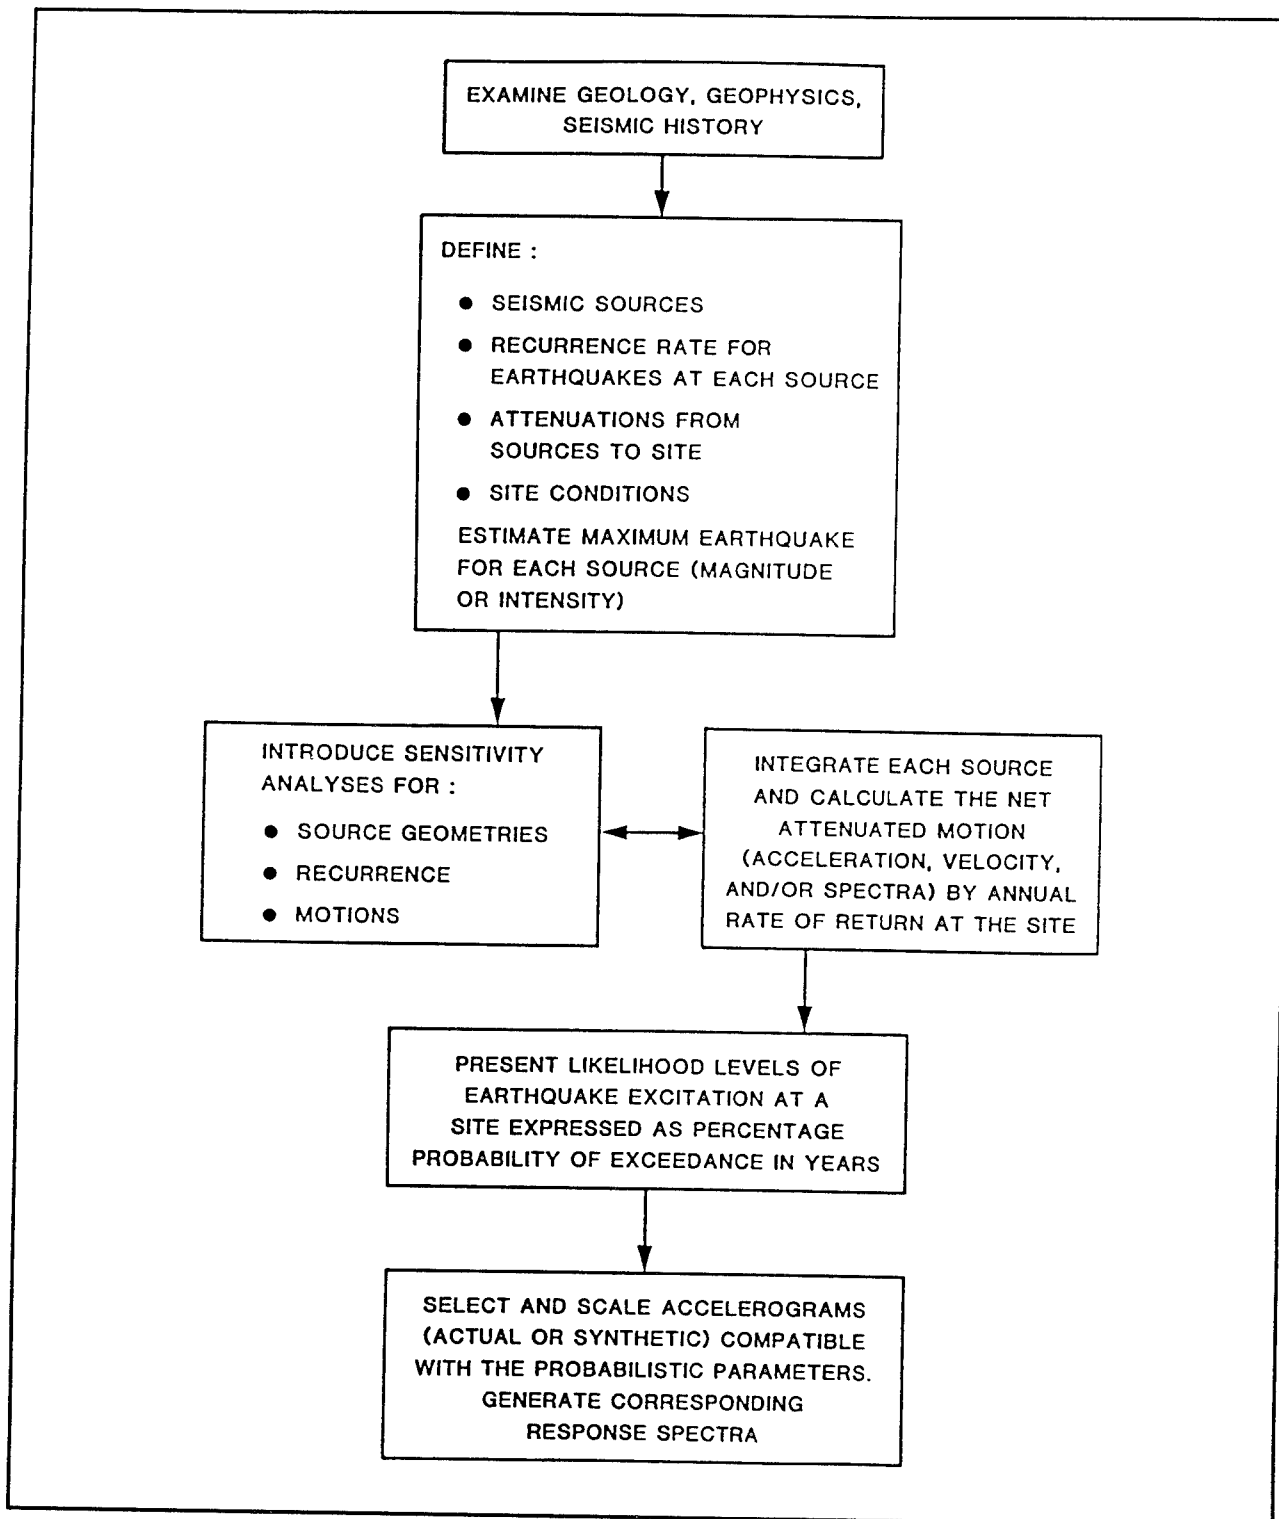 EXAMINE GEOLOGY, GEOPHYSICS,
SEISMIC HISTORY
DEFINE :
● SEISMIC SOURCES
● RECURRENCE RATE FOR
EARTHQUAKES AT EACH SOURCE
● ATTENUATIONS FROM
SOURCES TO SITE
● SITE CONDITIONS
ESTIMATE MAXIMUM EARTHQUAKE
FOR EACH SOURCE (MAGNITUDE
OR INTENSITY)
INTRODUCE SENSITIVITY
ANALYSES FOR :
● SOURCE GEOMETRIES
● RECURRENCE
● MOTIONS
INTEGRATE EACH SOURCE
AND CALCULATE THE NET
ATTENUATED MOTION
(ACCELERATION, VELOCITY,
AND/OR SPECTRA) BY ANNUAL
RATE OF RETURN AT THE SITE
PRESENT LIKELIHOOD LEVELS OF
EARTHQUAKE EXCITATION AT A
SITE EXPRESSED AS PERCENTAGE
PROBABILITY OF EXCEEDANCE IN YEARS
SELECT AND SCALE ACCELEROGRAMS
(ACTUAL OR SYNTHETIC) COMPATIBLE
WITH THE PROBABILISTIC PARAMETERS.
GENERATE CORRESPONDING
RESPONSE SPECTRA